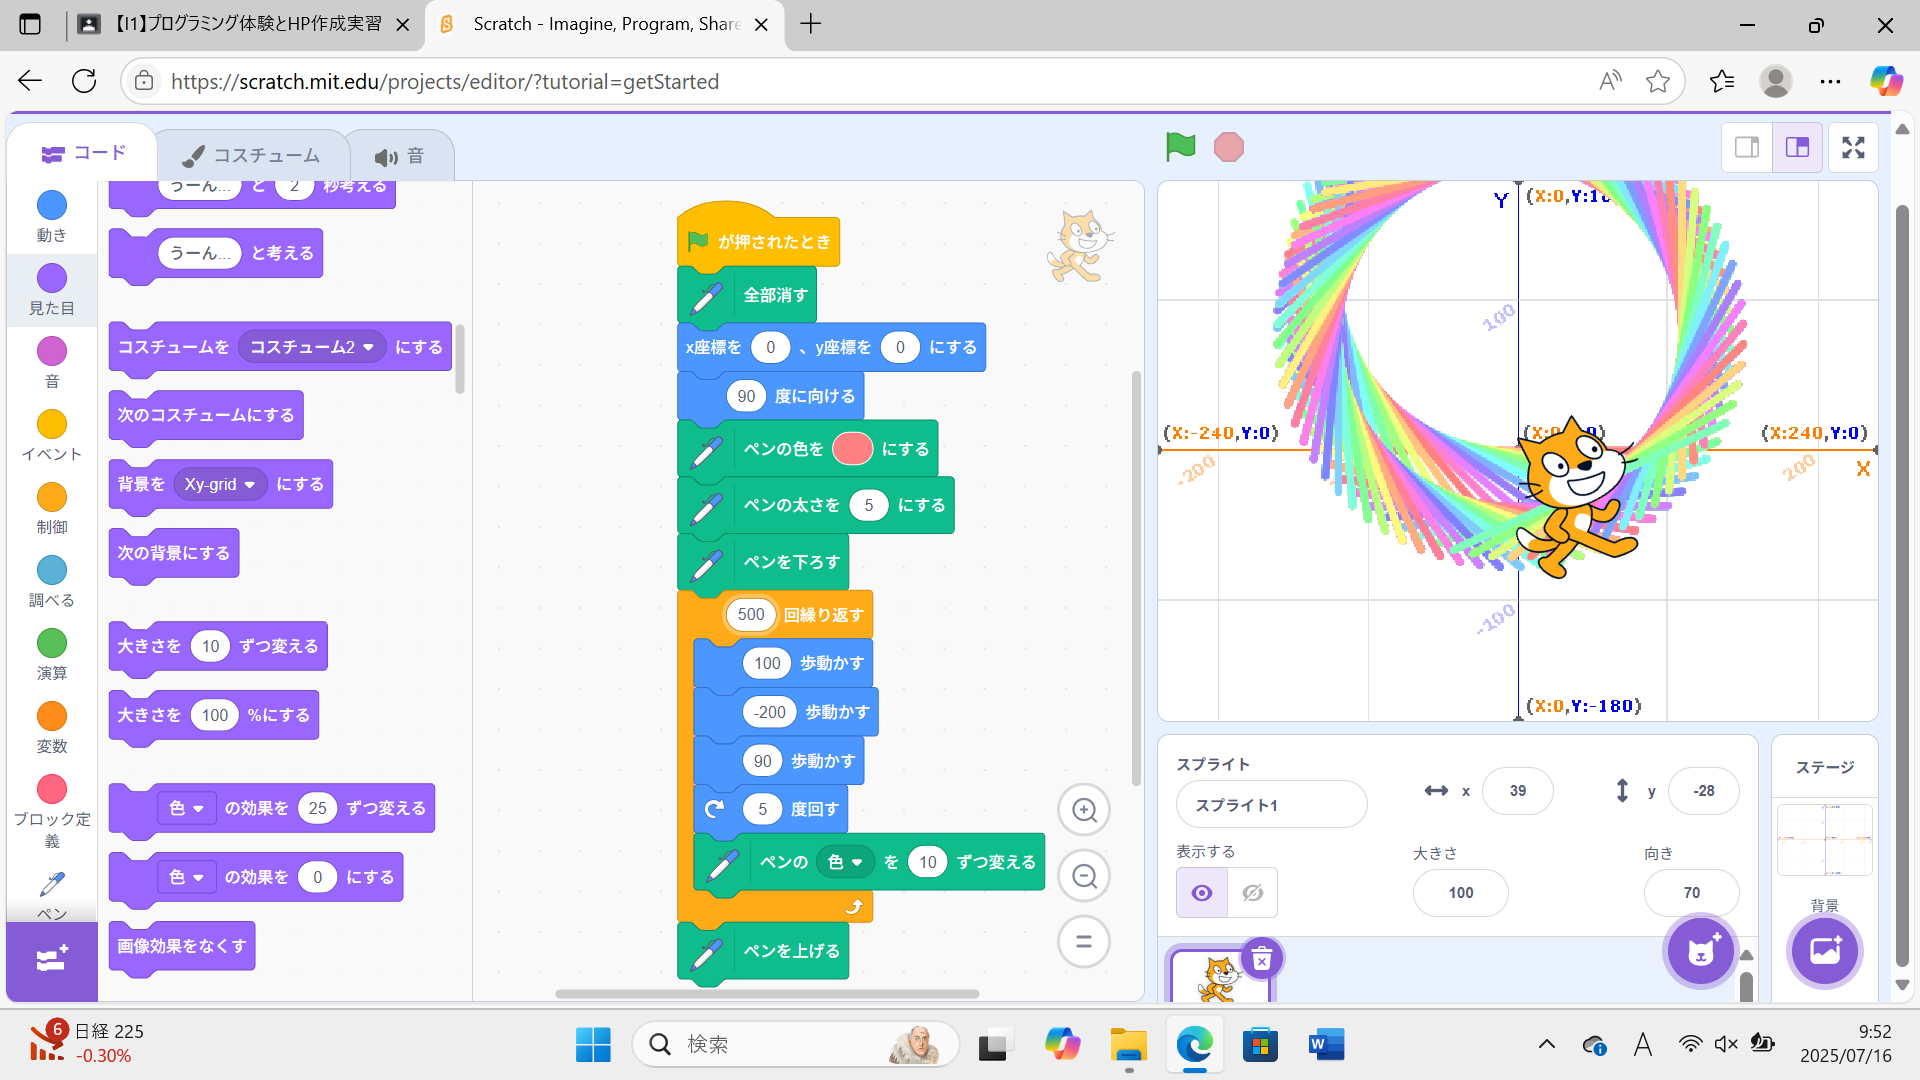 【I1】プログラミング体験とHP作成実習
Scratch - Imagine, Program, Share
https://scratch.mit.edu/projects/editor/?tutorial=getStarted
コード
コスチューム
音
動き
見た目
音
イベント
制御
調べる
演算
変数
ブロック定
義
ペン
うーん... と 2 秒考える
うーん... と考える
コスチュームを コスチューム2 にする
次のコスチュームにする
背景を Xy-grid にする
次の背景にする
大きさを 10 ずつ変える
大きさを 100 %にする
色 の効果を 25 ずつ変える
色 の効果を 0 にする
画像効果をなくす
が押されたとき
全部消す
x座標を 0 、y座標を 0 にする
90 度に向ける
ペンの色を にする
ペンの太さを 5 にする
ペンを下ろす
500 回繰り返す
100 歩動かす
-200 歩動かす
90 歩動かす
5 度回す
ペンの 色 を 10 ずつ変える
ペンを上げる
Y
100
(X:-240,Y:0)
(X:240,Y:0)
-200
200
X
-100
(X:0,Y:-180)
スプライト
スプライト1
x 39
y -28
表示する
大きさ
100
向き
70
ステージ
背景
6
日経 225
-0.30%
検索
A
9:52
2025/07/16